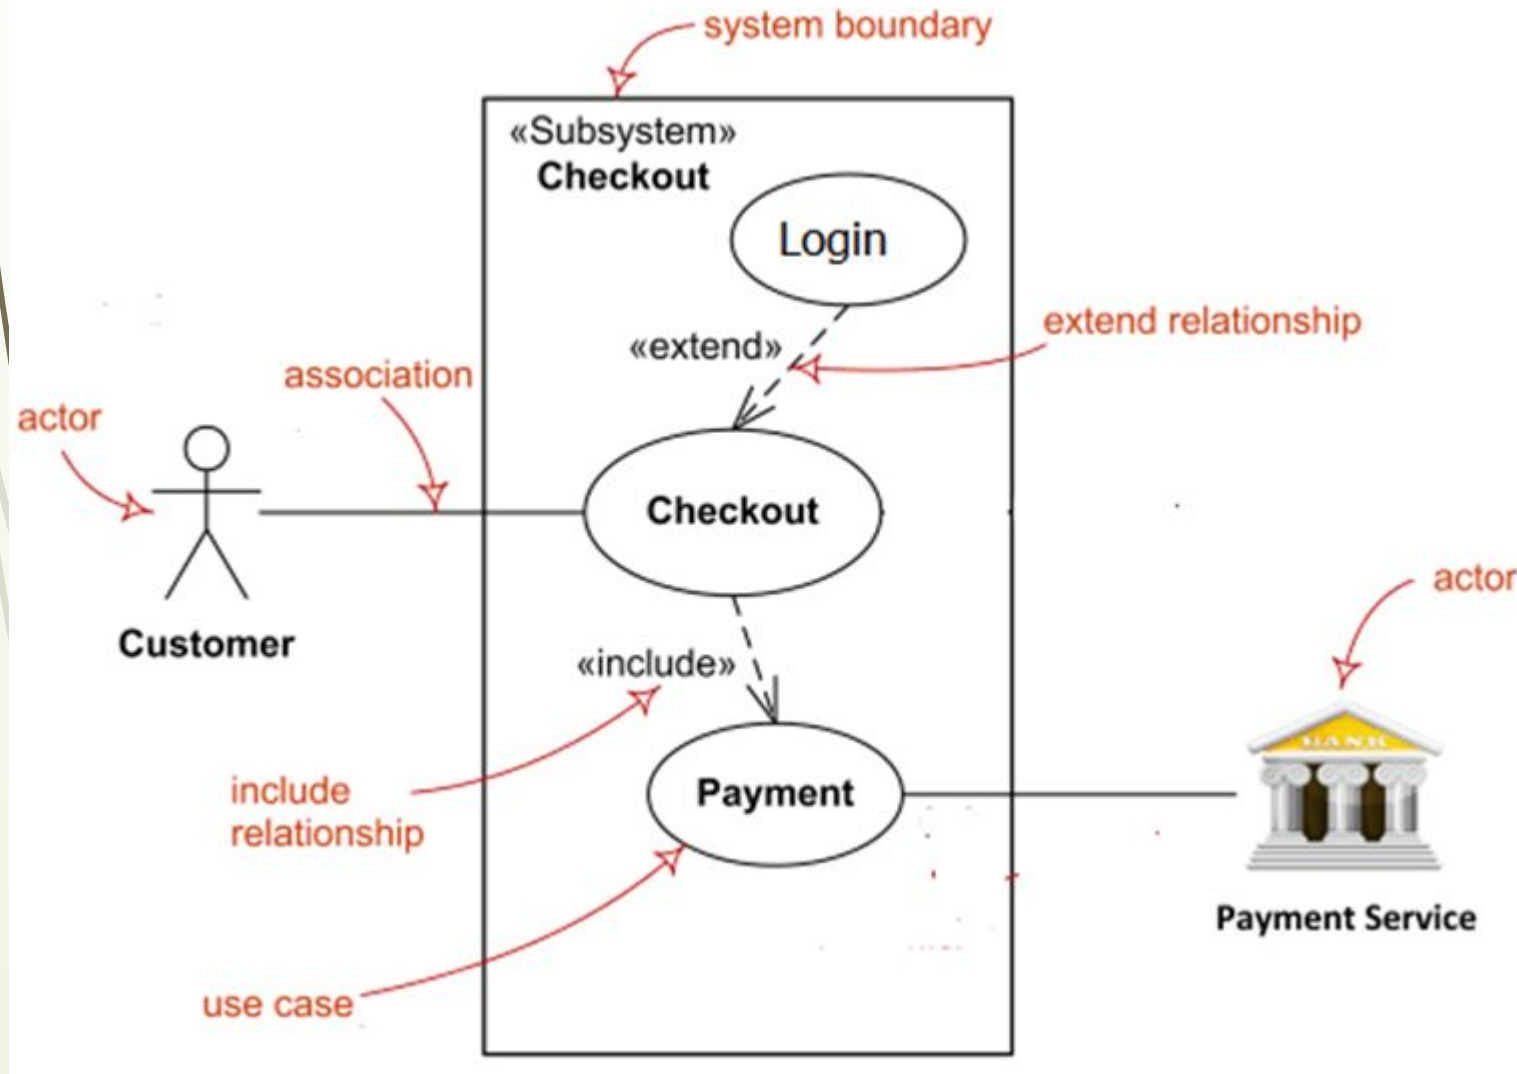 system boundary
«Subsystem»
Checkout
Login
«extend»
extend relationship
association
actor
Checkout
Customer
actor
«include»
BANK
include
relationship
Payment
Payment Service
use case